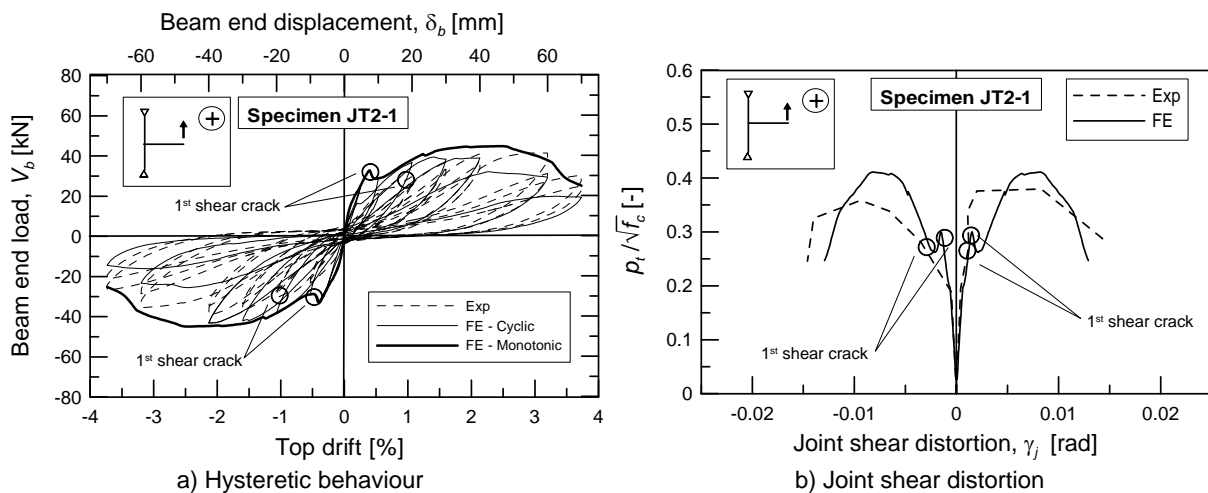 Beam end displacement, δb [mm]
-60 -40 -20 0 20 40 60
80
60
40
20
0
-20
-40
-60
-80
Beam end load, Vb [kN]
+
Specimen JT2-1
1st shear crack
1st shear crack
Exp
FE - Cyclic
FE - Monotonic
-4 -3 -2 -1 0 1 2 3 4
Top drift [%]
a) Hysteretic behaviour
0.6
0.5
0.4
0.3
0.2
0.1
0
pt/√fc [-]
+
Specimen JT2-1
Exp
FE
1st shear crack
1st shear crack
-0.02 -0.01 0 0.01 0.02
Joint shear distortion, γj [rad]
b) Joint shear distortion